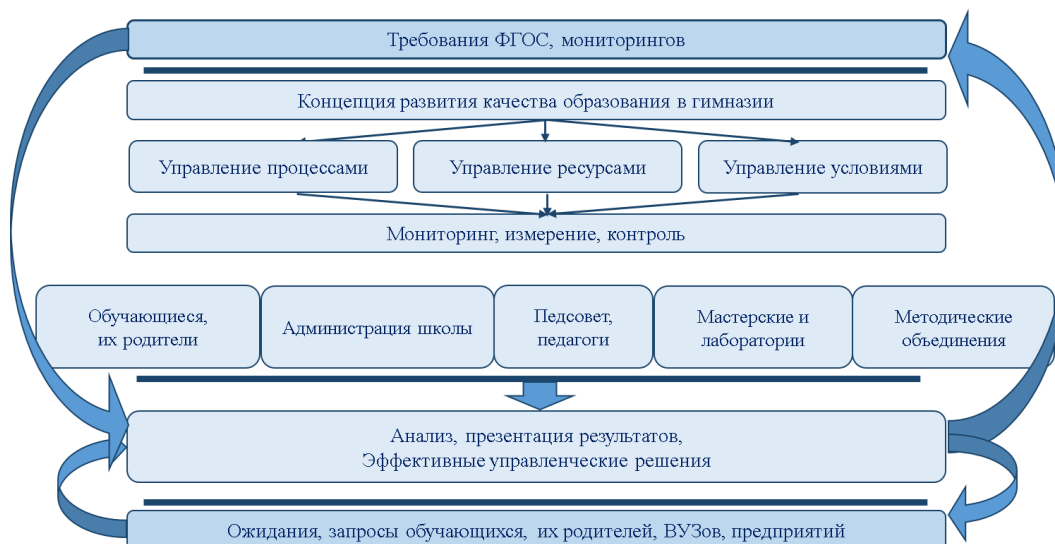 Требования ФГОС, мониторингов
Концепция развития качества образования в гимназии
Управление процессами
Управление ресурсами
Управление условиями
Мониторинг, измерение, контроль
Обучающиеся,
их родители
Администрация школы
Педсовет,
педагоги
Мастерские и
лаборатории
Методические
объединения
Анализ, презентация результатов,
Эффективные управленческие решения
Ожидания, запросы обучающихся, их родителей, ВУЗов, предприятий